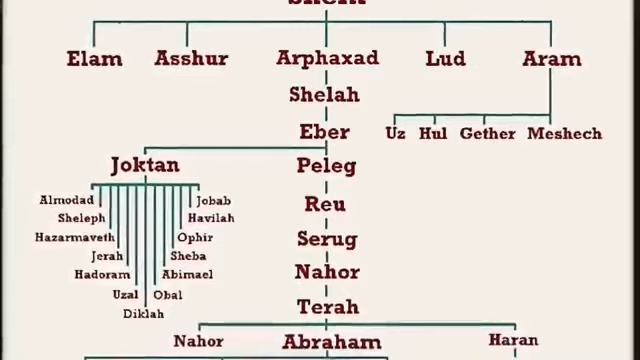 Shem
Elam Asshur Arphaxad Lud Aram
Shelah
Eber
Uz Hul Gether Meshech
Joktan Peleg
Almodad Jobab
Reu
Sheleph Havilah
Hazarmaveth Ophir
Serug
Jerah Sheba
Hadoram Abimael
Nahor
Uzal Obal
Terah
Diklah
Nahor Abraham Haran